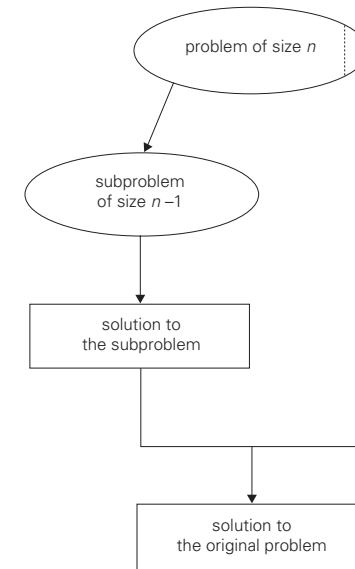 problem of size n
subproblem
of size n –1
solution to
the subproblem
solution to
the original problem